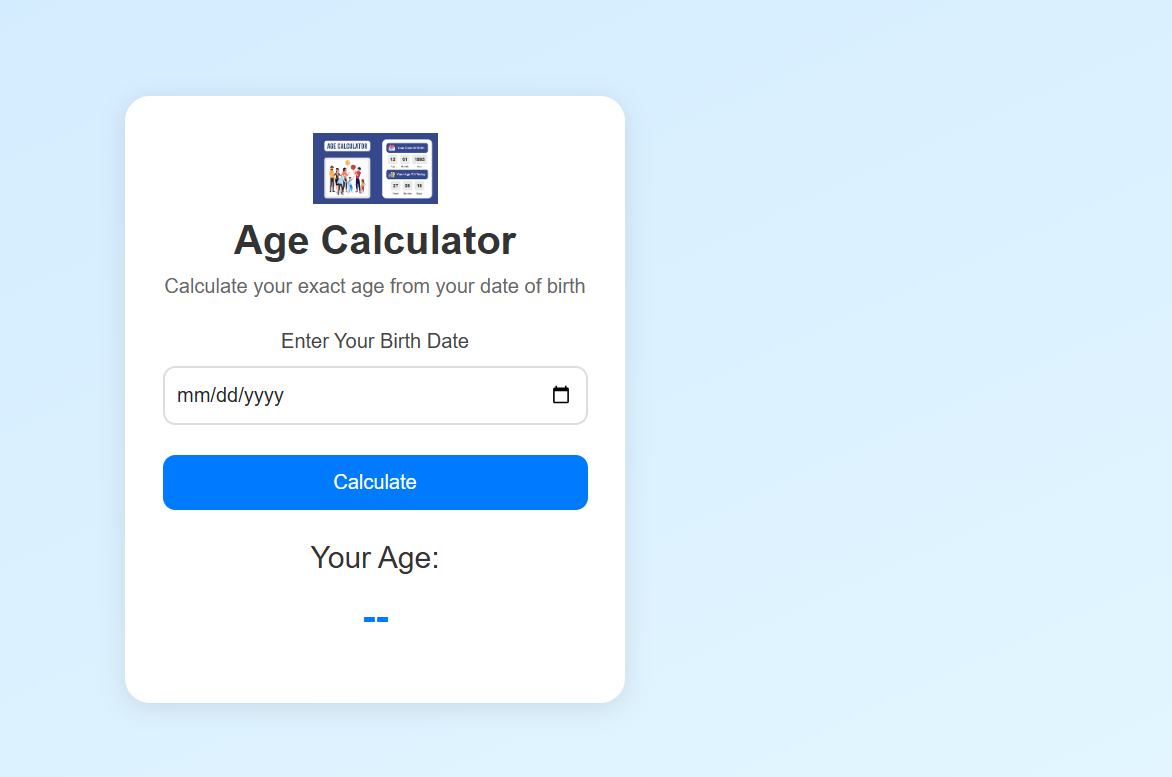 AGE CALCULATOR
12 01 1995
27 06 18
Age Calculator
Calculate your exact age from your date of birth
Enter Your Birth Date
mm/dd/yyyy
Calculate
Your Age:
--